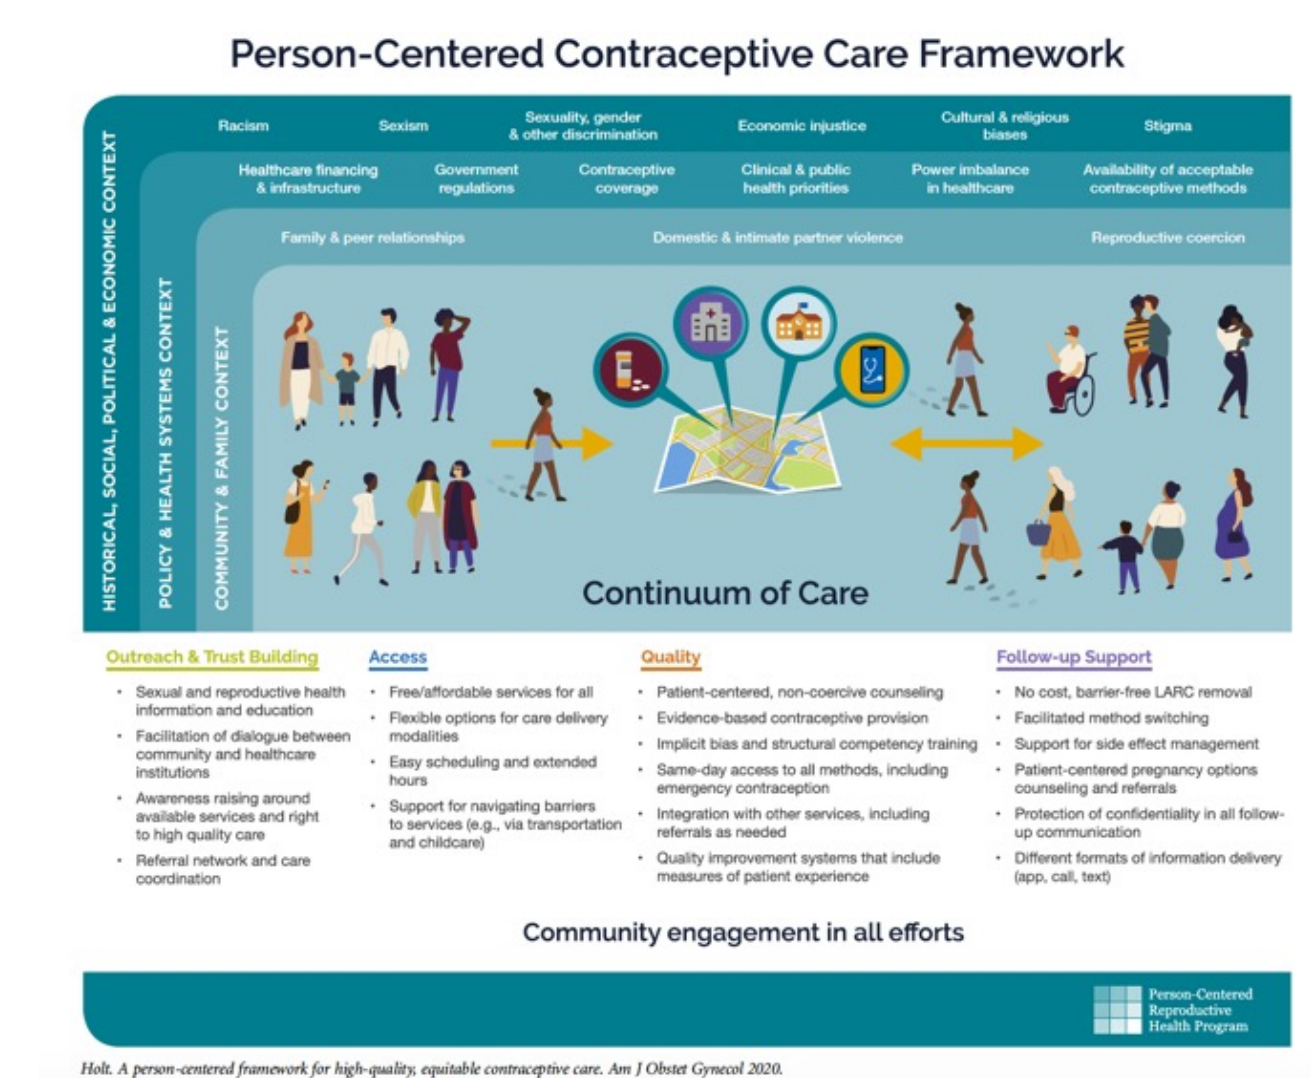 Person-Centered Contraceptive Care Framework
HISTORICAL, SOCIAL, POLITICAL & ECONOMIC CONTEXT
Racism
Sexism
Sexuality, gender
& other discrimination
Economic injustice
Cultural & religious
biases
Stigma
POLICY & HEALTH SYSTEMS CONTEXT
Healthcare financing
& infrastructure
Government
regulations
Contraceptive
coverage
Clinical & public
health priorities
Power imbalance
in healthcare
Availability of acceptable
contraceptive methods
COMMUNITY & FAMILY CONTEXT
Family & peer relationships
Domestic & intimate partner violence
Reproductive coercion
Continuum of Care
Outreach & Trust Building
• Sexual and reproductive health
information and education
• Facilitation of dialogue between
community and healthcare
institutions
• Awareness raising around
available services and right
to high quality care
• Referral network and care
coordination
Access
• Free/affordable services for all
• Flexible options for care delivery
modalities
• Easy scheduling and extended
hours
• Support for navigating barriers
to services (e.g., via transportation
and childcare)
Quality
• Patient-centered, non-coercive counseling
• Evidence-based contraceptive provision
• Implicit bias and structural competency training
• Same-day access to all methods, including
emergency contraception
• Integration with other services, including
referrals as needed
• Quality improvement systems that include
measures of patient experience
Follow-up Support
• No cost, barrier-free LARC removal
• Facilitated method switching
• Support for side effect management
• Patient-centered pregnancy options
counseling and referrals
• Protection of confidentiality in all follow-
up communication
• Different formats of information delivery
(app, call, text)
Community engagement in all efforts
Person-Centered
Reproductive
Health Program
Holt. A person-centered framework for high-quality, equitable contraceptive care. Am J Obstet Gynecol 2020.